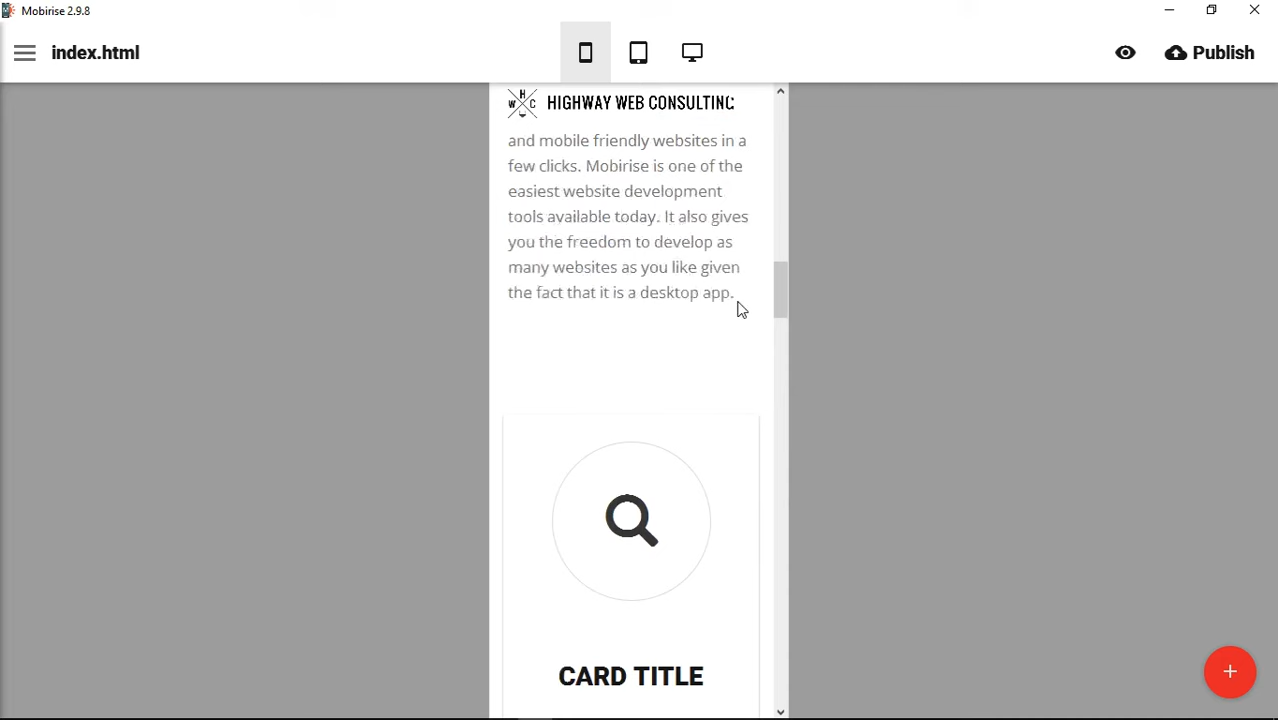 Mobirise 2.9.8
index.html
Publish
H
W C
HIGHWAY WEB CONSULTING
and mobile friendly websites in a
few clicks. Mobirise is one of the
easiest website development
tools available today. It also gives
you the freedom to develop as
many websites as you like given
the fact that it is a desktop app.
CARD TITLE